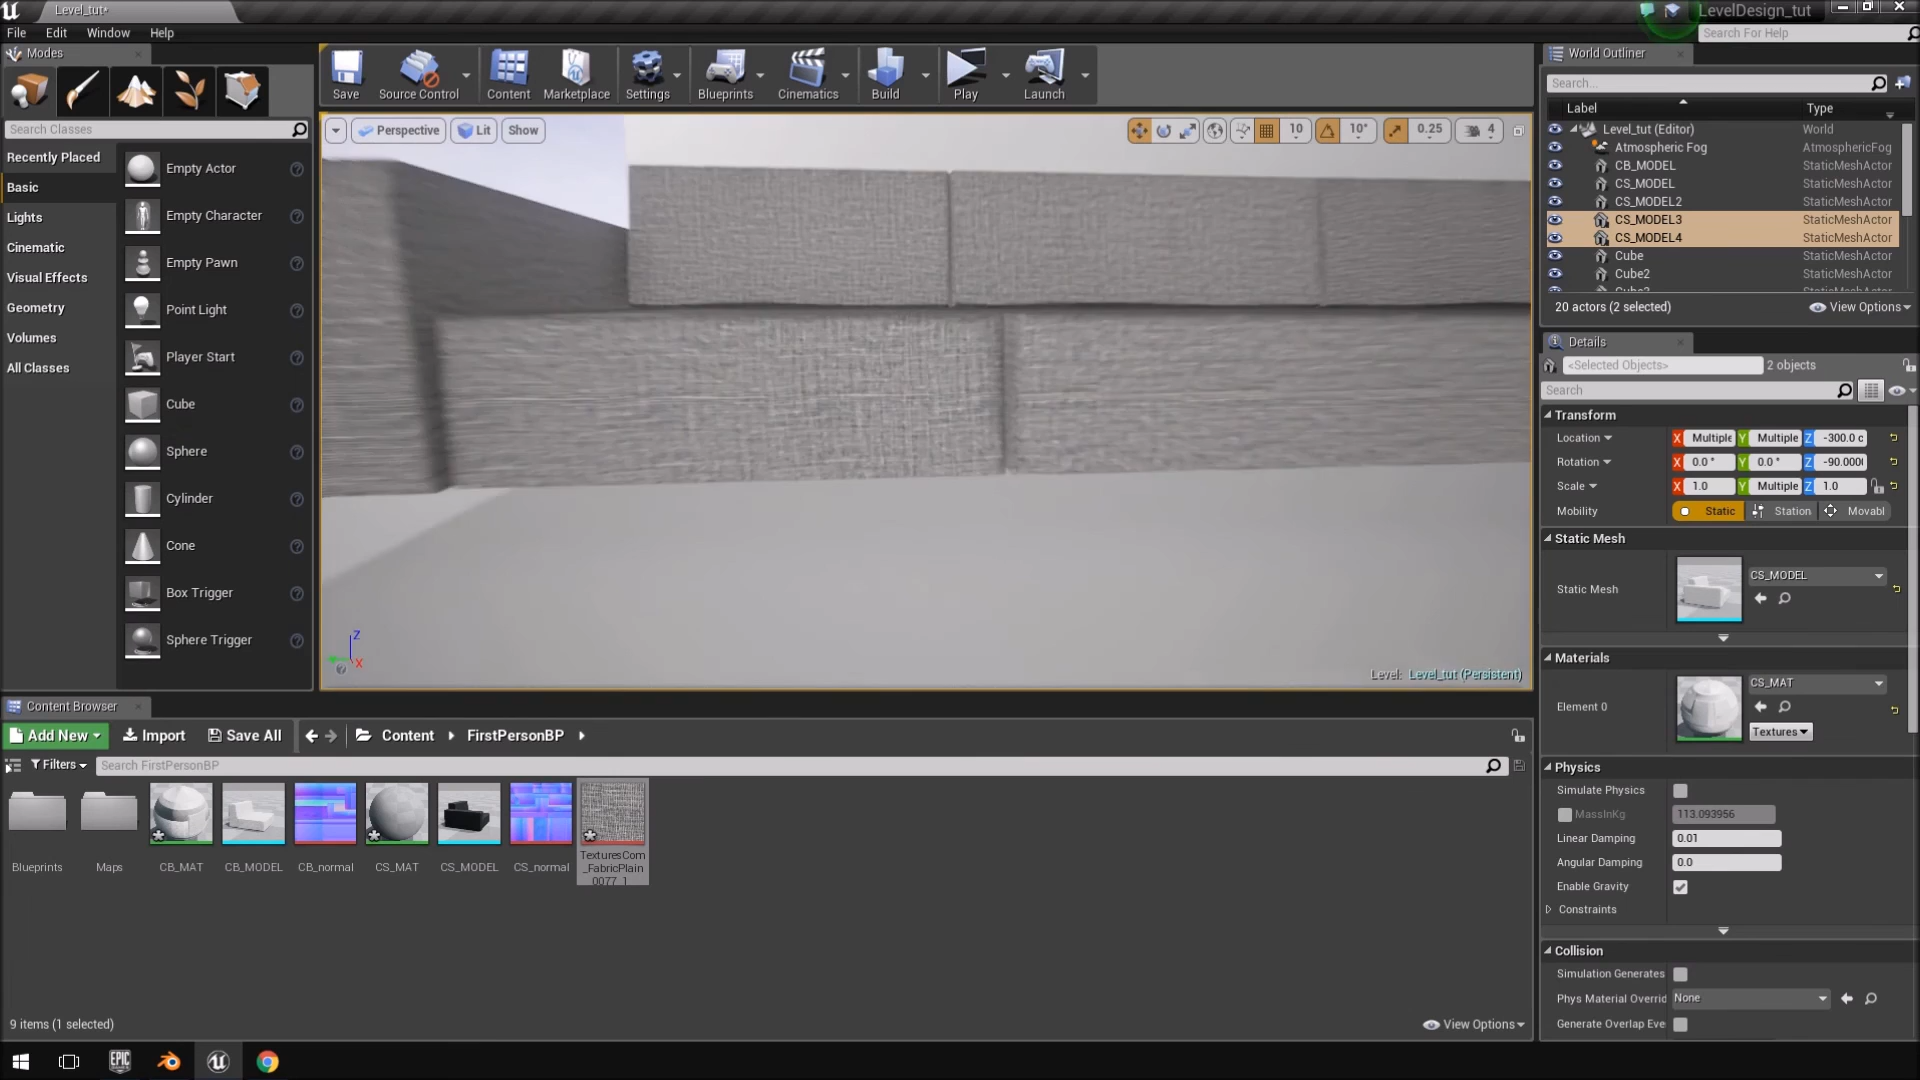 Level_tut*
LevelDesign_tut
File
Edit
Window
Help
Search For Help
Modes
Search Classes
Recently Placed
Basic
Lights
Cinematic
Visual Effects
Geometry
Volumes
All Classes
Empty Actor
Empty Character
Empty Pawn
Point Light
Player Start
Cube
Sphere
Cylinder
Cone
Box Trigger
Sphere Trigger
Save
Source Control
Content
Marketplace
Settings
Blueprints
Cinematics
Build
Play
Launch
Perspective
Lit
Show
10
10°
0.25
4
Z
X
Level: Level_tut (Persistent)
World Outliner
Search...
Label
Type
Level_tut (Editor) World
Atmospheric Fog AtmosphericFog
CB_MODEL StaticMeshActor
CS_MODEL StaticMeshActor
CS_MODEL2 StaticMeshActor
CS_MODEL3 StaticMeshActor
CS_MODEL4 StaticMeshActor
Cube StaticMeshActor
Cube2 StaticMeshActor
20 actors (2 selected)
View Options
Details
<Selected Objects>
2 objects
Search
Transform
Location X Multiple Y Multiple Z -300.0 c
Rotation X 0.0 ° Y 0.0 ° Z -90.0000
Scale X 1.0 Y Multiple Z 1.0
Mobility Static Station Movabl
Static Mesh
Static Mesh
CS_MODEL
Materials
Element 0
CS_MAT
Textures
Physics
Simulate Physics
MassInKg 113.093956
Linear Damping 0.01
Angular Damping 0.0
Enable Gravity
Constraints
Collision
Simulation Generates
Phys Material Overrid None
Generate Overlap Eve
Content Browser
Add New
Import
Save All
Content
FirstPersonBP
Filters
Search FirstPersonBP
Blueprints
Maps
CB_MAT
CB_MODEL
CB_normal
CS_MAT
CS_MODEL
CS_normal
TexturesCom
_FabricPlain
0077_1
9 items (1 selected)
View Options
EPIC